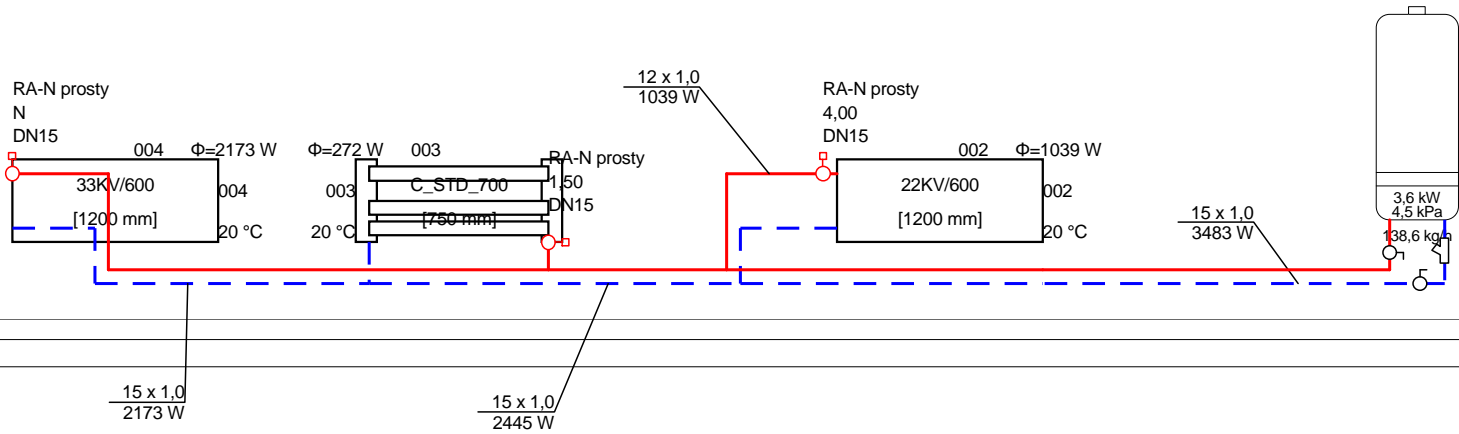 RA-N prosty
N
DN15
004 Φ=2173 W
33KV/600
[1200 mm]
004
20 °C
Φ=272 W 003
C_STD_700
[750 mm]
003
20 °C
RA-N prosty
1,50
DN15
12 x 1,0
1039 W
RA-N prosty
4,00
DN15
002 Φ=1039 W
22KV/600
[1200 mm]
002
20 °C
15 x 1,0
3483 W
3,6 kW
4,5 kPa
138,6 kg/h
15 x 1,0
2173 W
15 x 1,0
2445 W